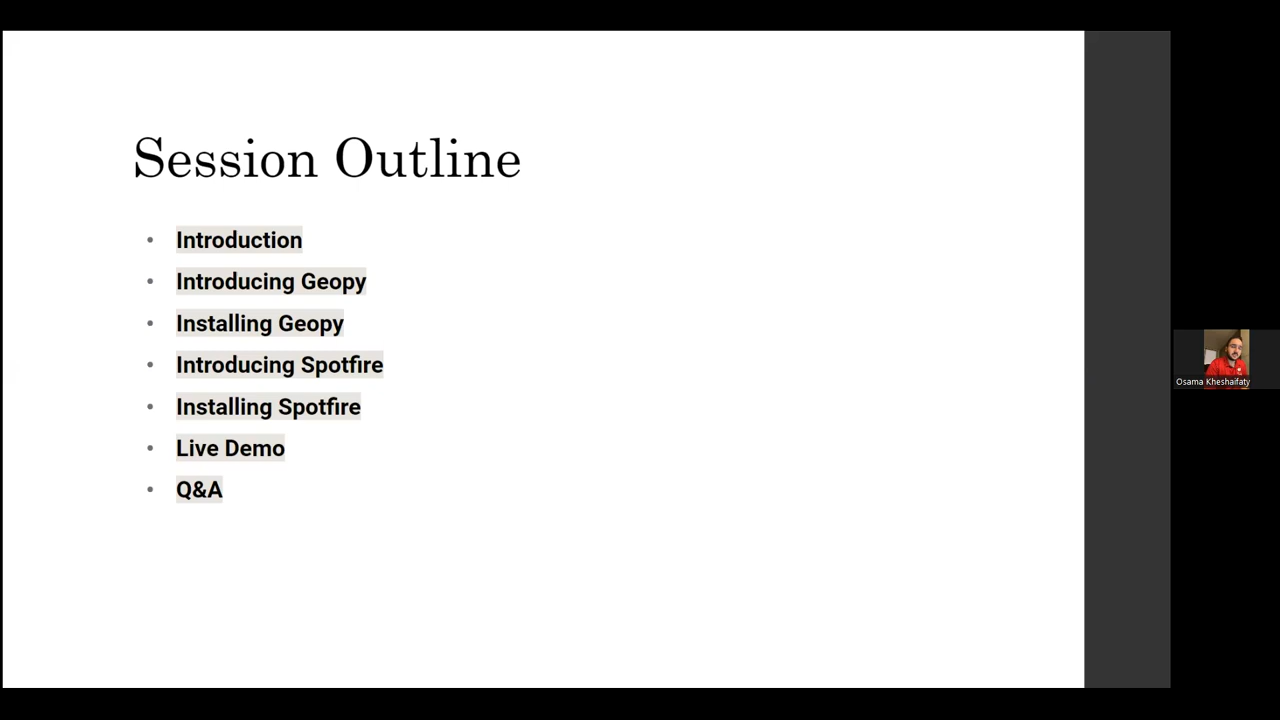 Session Outline
• Introduction
• Introducing Geopy
• Installing Geopy
• Introducing Spotfire
• Installing Spotfire
• Live Demo
• Q&A
Osama Kheshaifaty